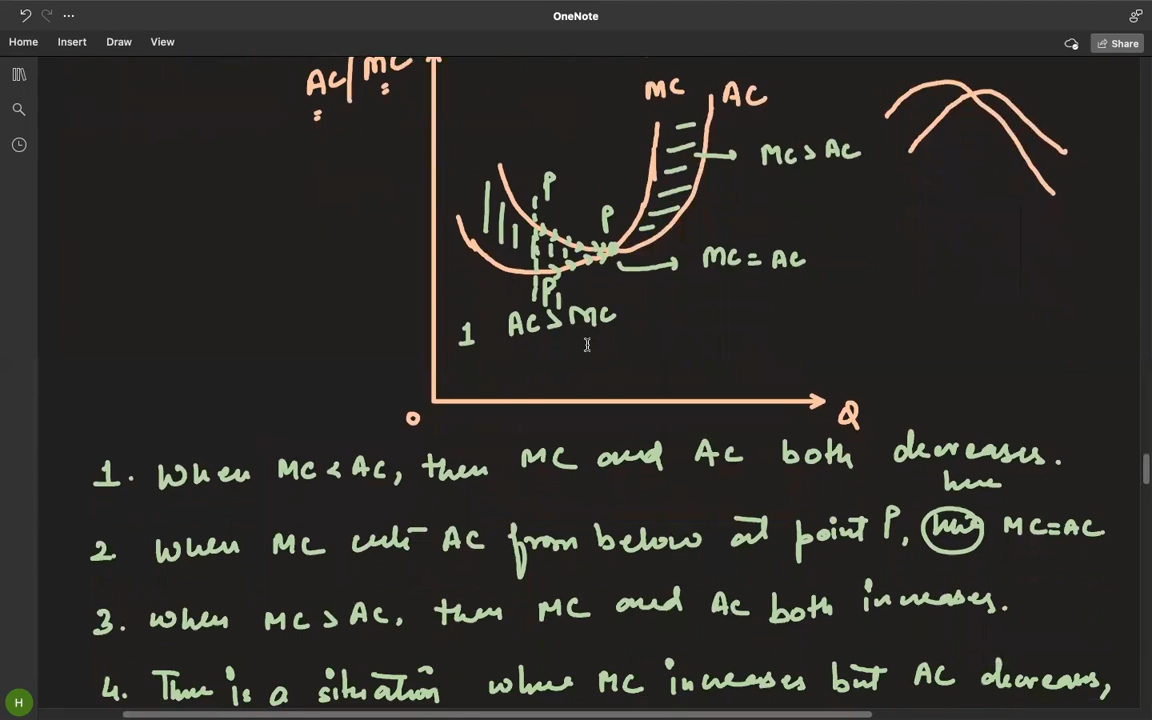 OneNote
Home Insert Draw View
Share
AC/MC
MC AC
MC > AC
P
P
MC = AC
P1
1 AC > MC
0
Q
1. When MC < AC, then MC and AC both decreases.
here
2. When MC cuts AC from below at point P, MC=AC
3. When MC > AC, then MC and AC both increases.
4. There is a situation where MC increases but AC decreases,
H